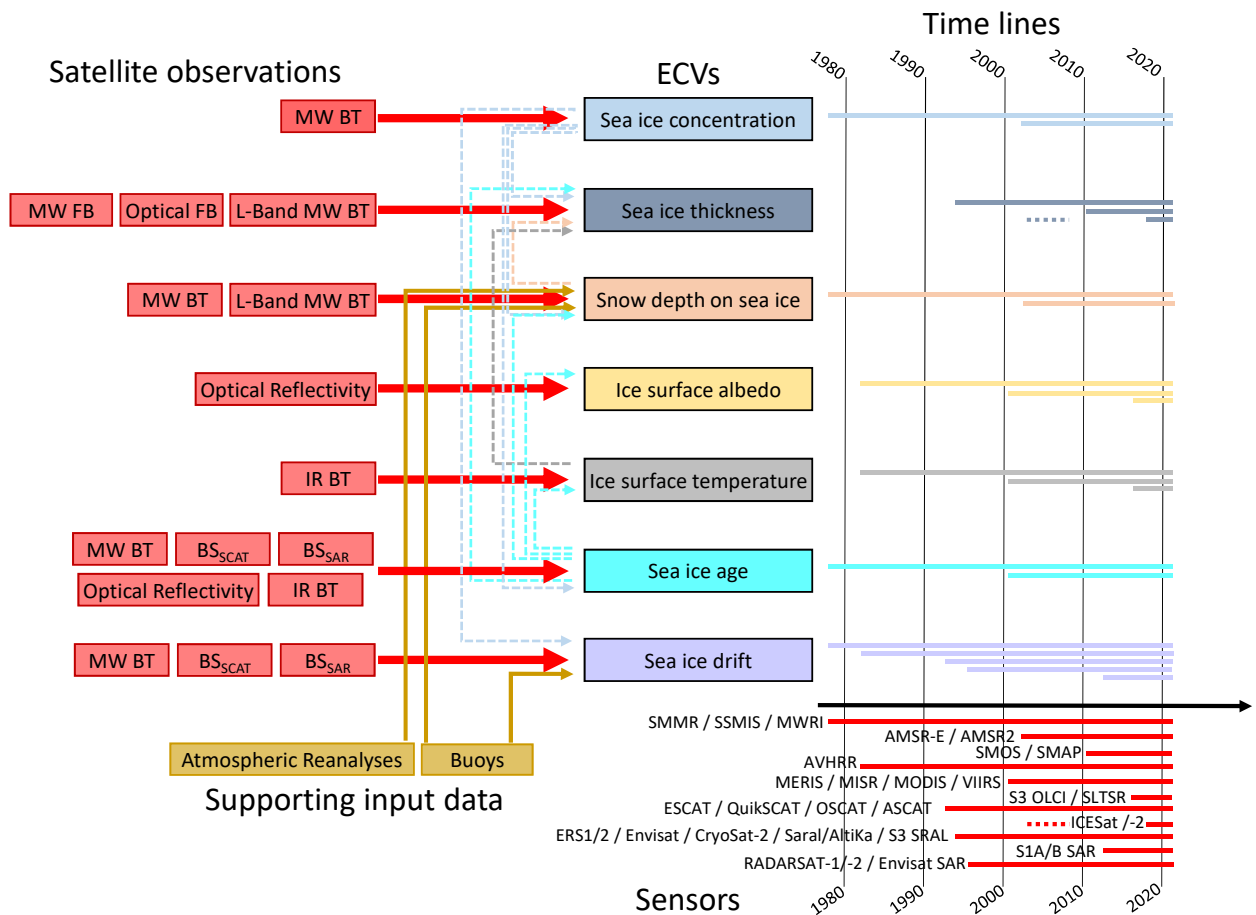 Time lines
Satellite observations
ECVs
1980 1990 2000 2010 2020
MW BT
Sea ice concentration
MW FB Optical FB L-Band MW BT
Sea ice thickness
MW BT L-Band MW BT
Snow depth on sea ice
Optical Reflectivity
Ice surface albedo
IR BT
Ice surface temperature
MW BT BSSCAT BSSAR
Optical Reflectivity IR BT
Sea ice age
MW BT BSSCAT BSSAR
Sea ice drift
Atmospheric Reanalyses Buoys
Supporting input data
SMMR / SSMIS / MWRI
AMSR-E / AMSR2
SMOS / SMAP
AVHRR
MERIS / MISR / MODIS / VIIRS
S3 OLCI / SLTSR
ESCAT / QuikSCAT / OSCAT / ASCAT
ICESat /-2
ERS1/2 / Envisat / CryoSat-2 / Saral/AltiKa / S3 SRAL
S1A/B SAR
RADARSAT-1/-2 / Envisat SAR
Sensors
1980 1990 2000 2010 2020